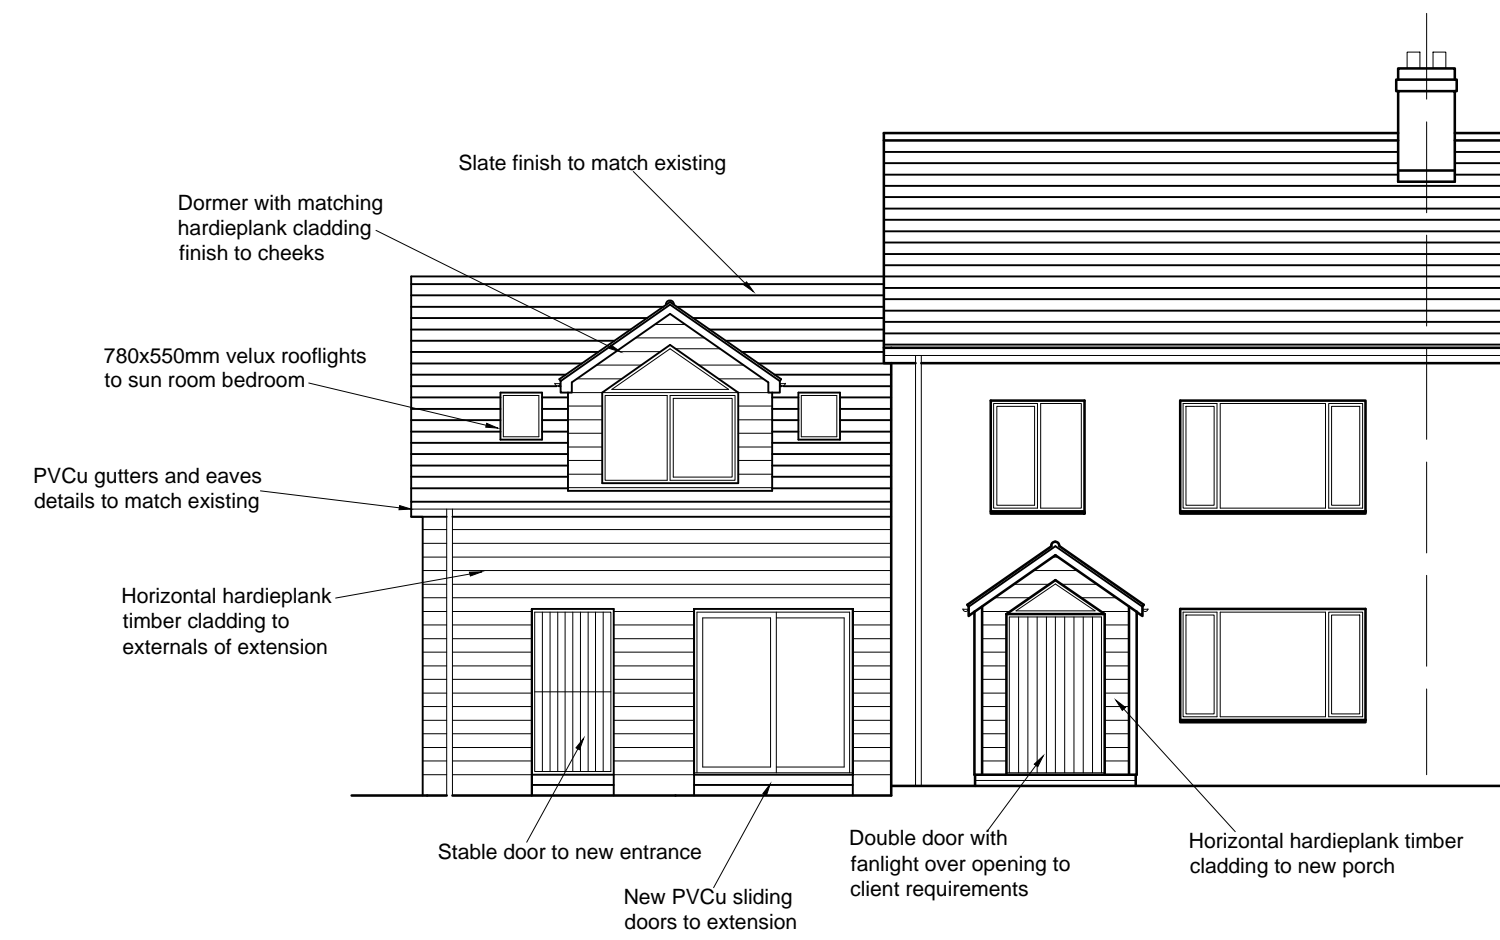 Slate finish to match existing
Dormer with matching
hardieplank cladding
finish to cheeks
780x550mm velux rooflights
to sun room bedroom
PVCu gutters and eaves
details to match existing
Horizontal hardieplank
timber cladding to
externals of extension
Stable door to new entrance
New PVCu sliding
doors to extension
Double door with
fanlight over opening to
client requirements
Horizontal hardieplank timber
cladding to new porch